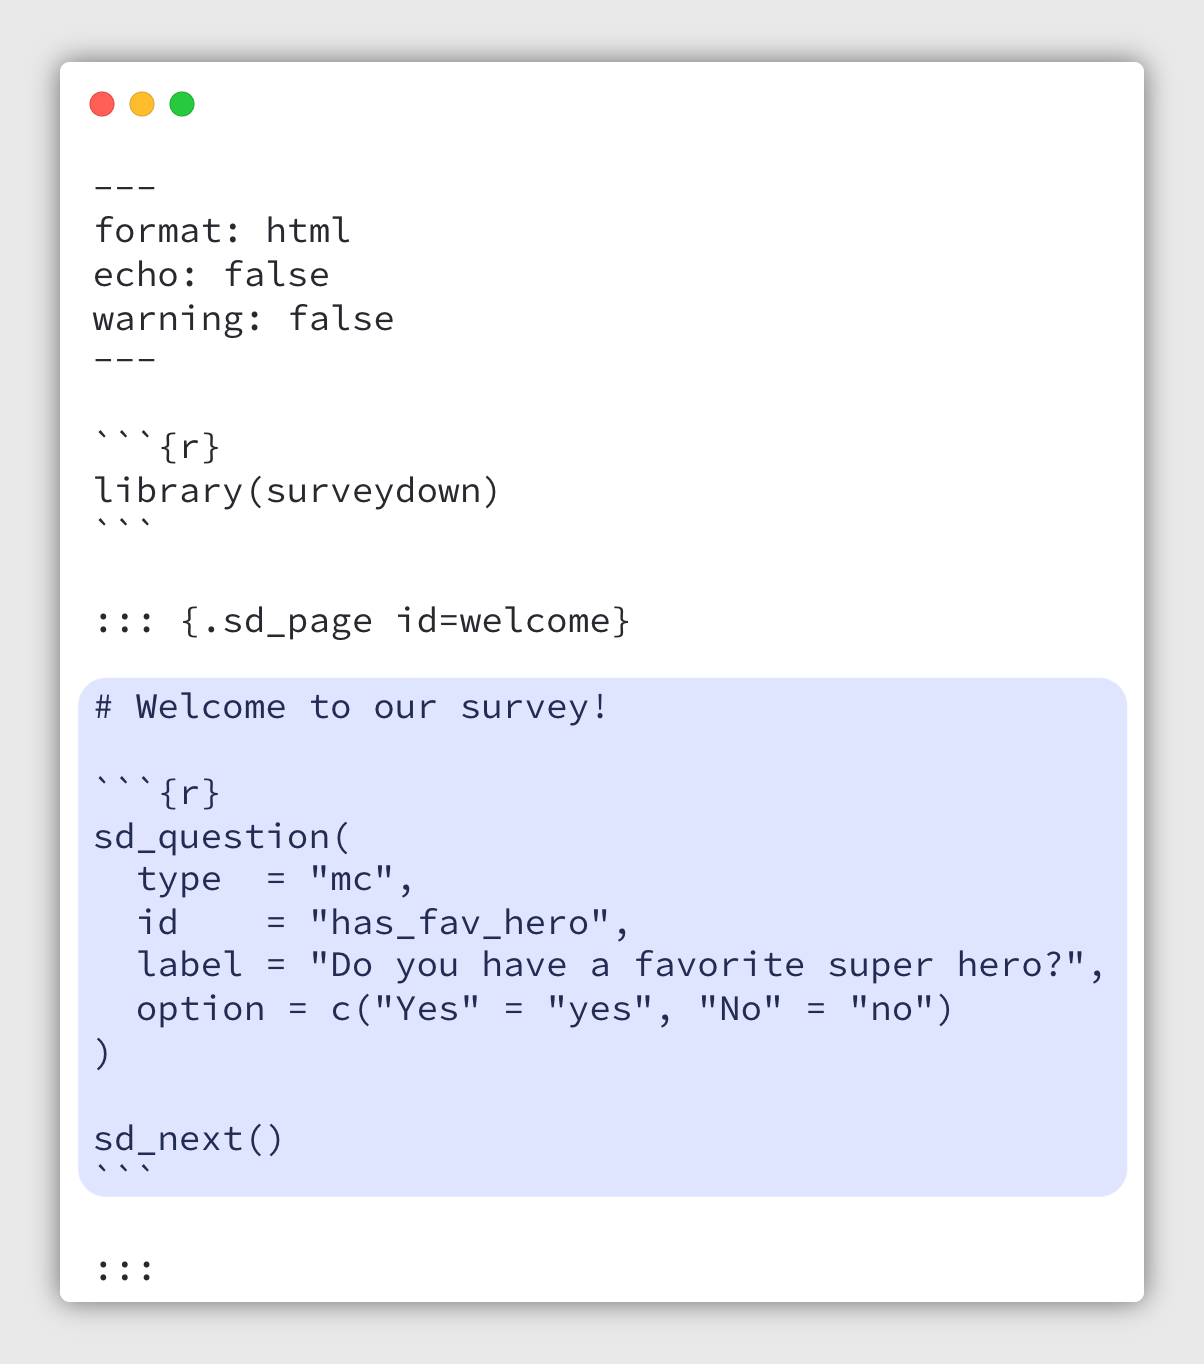 ---
format: html
echo: false
warning: false
---

```{r}
library(surveydown)
```

::: {.sd_page id=welcome}

# Welcome to our survey!

```{r}
sd_question(
  type  = "mc",
  id    = "has_fav_hero",
  label = "Do you have a favorite super hero?",
  option = c("Yes" = "yes", "No" = "no")
)

sd_next()
```

:::